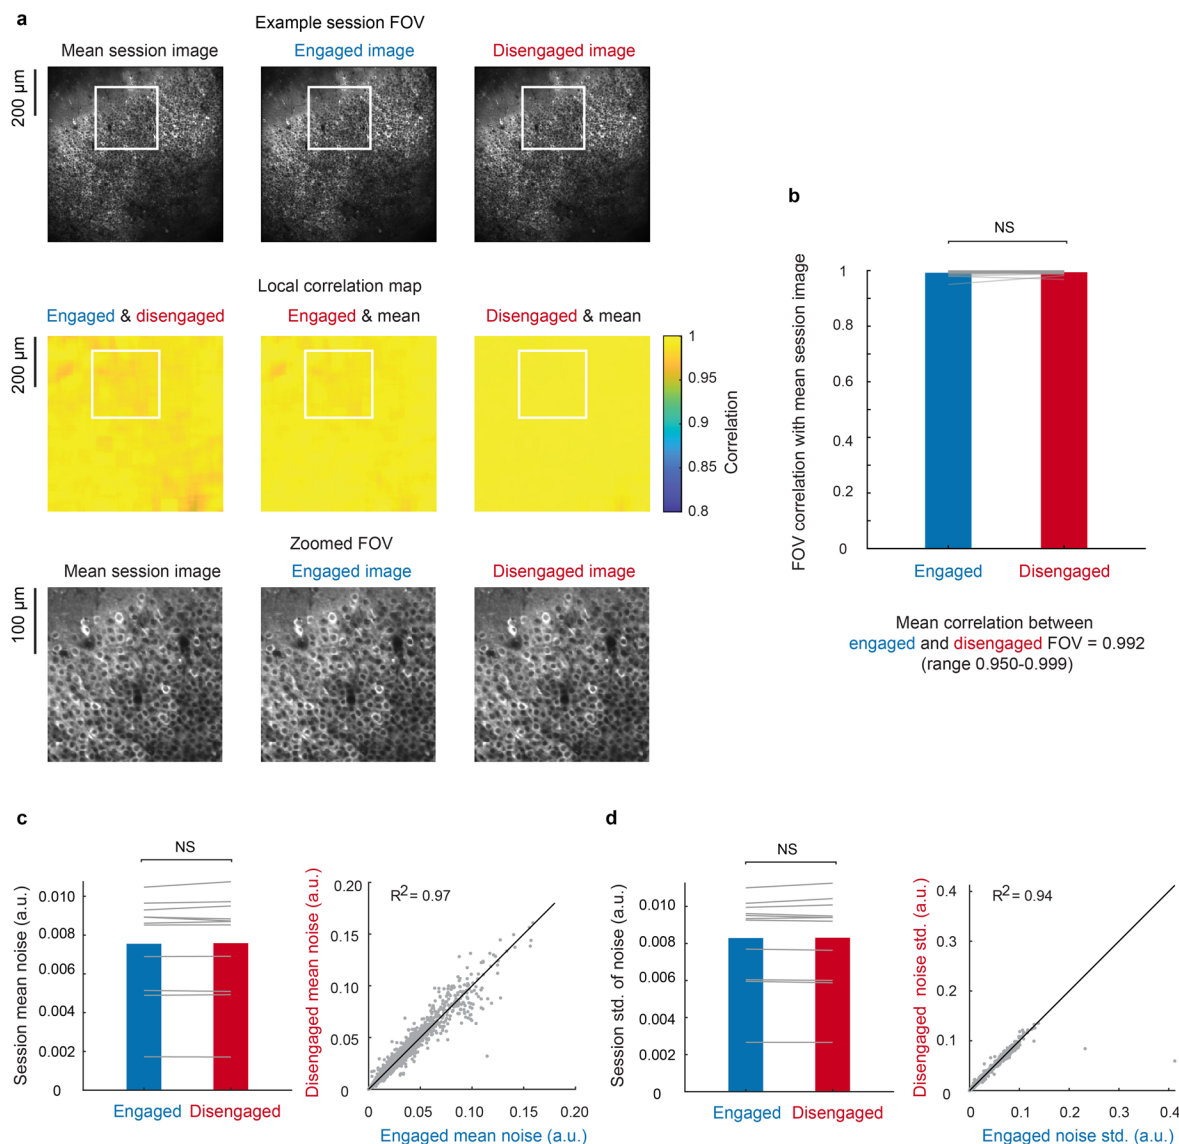 a
Example session FOV
Mean session image
Engaged image
Disengaged image
200 µm
Local correlation map
Engaged & disengaged
Engaged & mean
Disengaged & mean
200 µm
1
0.95
0.9
0.85
0.8
Correlation
Zoomed FOV
Mean session image
Engaged image
Disengaged image
100 µm
b
NS
FOV correlation with mean session image
1
0.8
0.6
0.4
0.2
0
Engaged
Disengaged
Mean correlation between
engaged and disengaged FOV = 0.992
(range 0.950-0.999)
c
NS
Session mean noise (a.u.)
0.010
0.008
0.006
0.004
0.002
0
Engaged
Disengaged
R² = 0.97
Disengaged mean noise (a.u.)
0.20
0.15
0.10
0.05
0
0
0.05
0.10
0.15
0.20
Engaged mean noise (a.u.)
d
NS
Session std. of noise (a.u.)
0.010
0.008
0.006
0.004
0.002
0
Engaged
Disengaged
R² = 0.94
Disengaged noise std. (a.u.)
0.4
0.3
0.2
0.1
0
0
0.1
0.2
0.3
0.4
Engaged noise std. (a.u.)